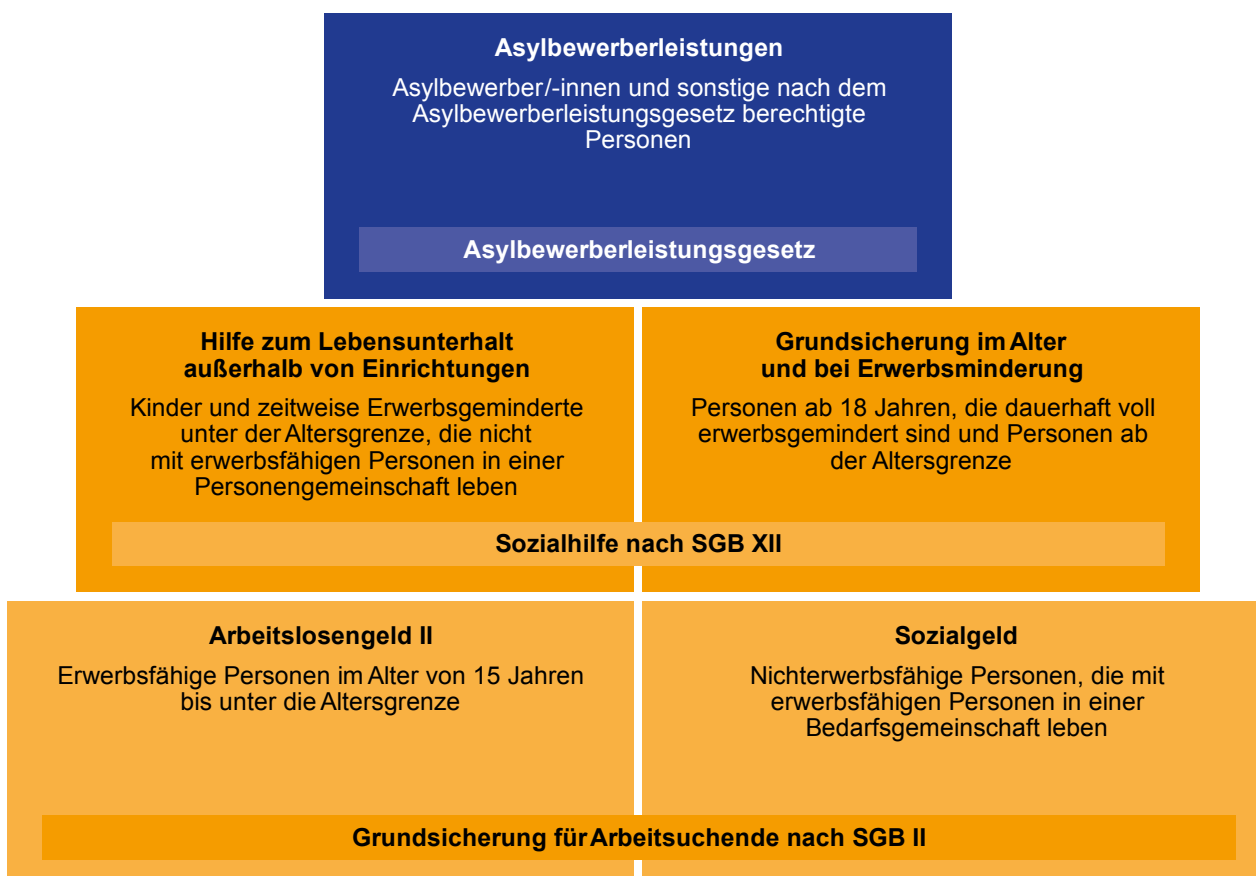 Asylbewerberleistungen
Asylbewerber/-innen und sonstige nach dem
Asylbewerberleistungsgesetz berechtigte
Personen
Asylbewerberleistungsgesetz
Hilfe zum Lebensunterhalt
außerhalb von Einrichtungen
Kinder und zeitweise Erwerbsgeminderte
unter der Altersgrenze, die nicht
mit erwerbsfähigen Personen in einer
Personengemeinschaft leben
Grundsicherung im Alter
und bei Erwerbsminderung
Personen ab 18 Jahren, die dauerhaft voll
erwerbsgemindert sind und Personen ab
der Altersgrenze
Sozialhilfe nach SGB XII
Arbeitslosengeld II
Erwerbsfähige Personen im Alter von 15 Jahren
bis unter die Altersgrenze
Sozialgeld
Nichterwerbsfähige Personen, die mit
erwerbsfähigen Personen in einer
Bedarfsgemeinschaft leben
Grundsicherung für Arbeitsuchende nach SGB II